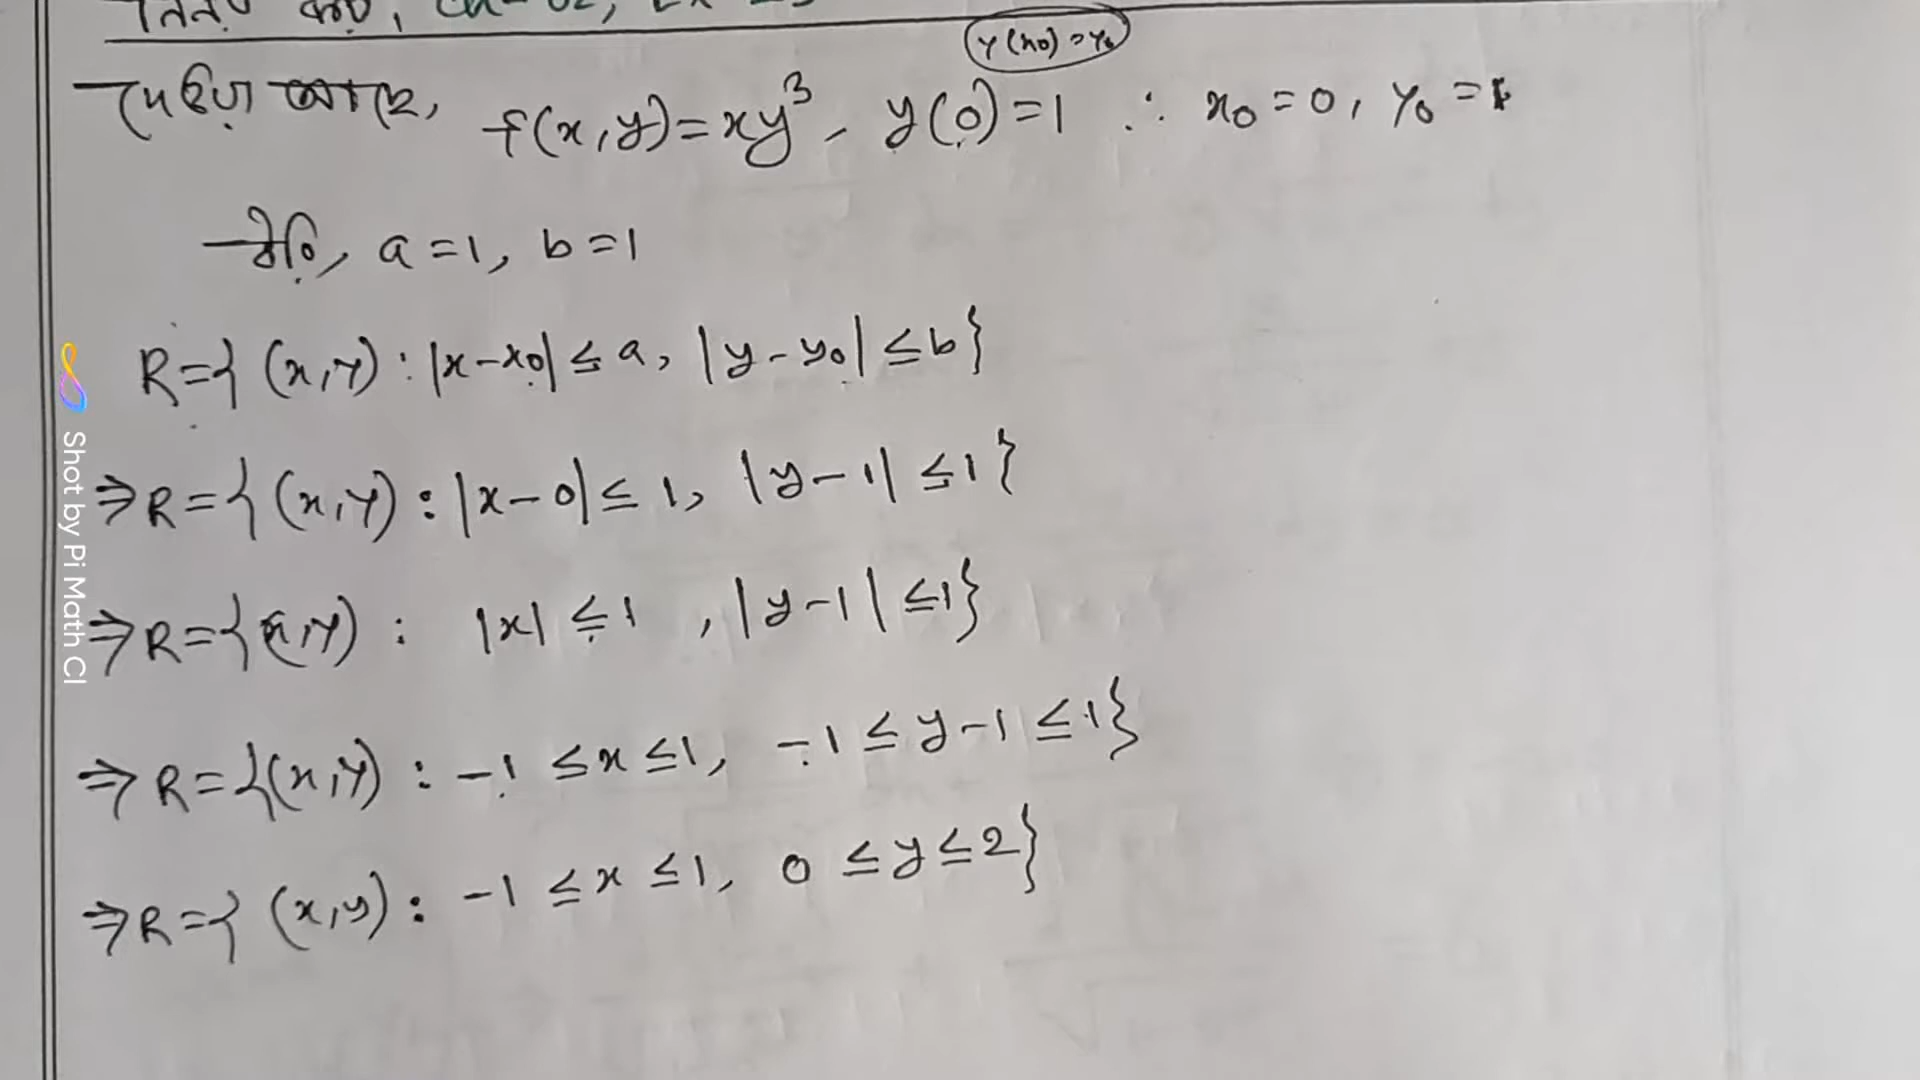 y(x₀)=y₀
দেওয়া আছে, f(x,y)=xy³, y(0)=1 ∴ x₀=0, y₀=1
ধরি, a=1, b=1
R={(x,y):|x-x₀|≤a, |y-y₀|≤b}
⇒R={(x,y):|x-0|≤1, |y-1|≤1}
⇒R={(x,y): |x|≤1, |y-1|≤1}
⇒R={(x,y): -1≤x≤1, -1≤y-1≤1}
⇒R={(x,y): -1≤x≤1, 0≤y≤2}
Shot by Pi Math Cl